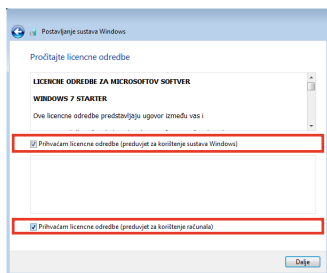 Postavljanje sustava Windows
Pročitajte licencne odredbe
LICENCNE ODREDBE ZA MICROSOFTOV SOFTVER
WINDOWS 7 STARTER
Ove licencne odredbe predstavljaju ugovor između vas i
Prihvaćam licencne odredbe (preduvjet za korištenje sustava Windows)
Prihvaćam licencne odredbe (preduvjet za korištenje računala)
Dalje